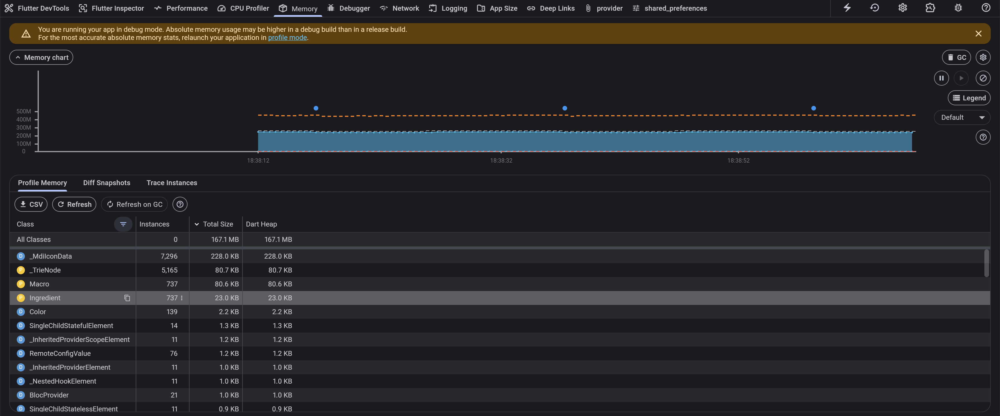 Flutter DevTools Flutter Inspector Performance CPU Profiler Memory Debugger Network Logging App Size Deep Links provider shared_preferences
You are running your app in debug mode. Absolute memory usage may be higher in a debug build than in a release build.
For the most accurate absolute memory stats, relaunch your application in profile mode.
Memory chart GC
Legend
Default
500M
400M
300M
200M
100M
0
18:38:12 18:38:32 18:38:52
Profile Memory Diff Snapshots Trace Instances
CSV Refresh Refresh on GC
Class Instances Total Size Dart Heap
All Classes 0 167.1 MB 167.1 MB
D _MdiIconData 7,296 228.0 KB 228.0 KB
P _TrieNode 5,165 80.7 KB 80.7 KB
P Macro 737 80.6 KB 80.6 KB
P Ingredient 737 23.0 KB 23.0 KB
D Color 139 2.2 KB 2.2 KB
D SingleChildStatefulElement 14 1.3 KB 1.3 KB
D _InheritedProviderScopeElement 11 1.2 KB 1.2 KB
D RemoteConfigValue 76 1.2 KB 1.2 KB
D _InheritedProviderElement 11 1.0 KB 1.0 KB
D _NestedHookElement 11 1.0 KB 1.0 KB
D BlocProvider 21 1.0 KB 1.0 KB
D SingleChildStatelessElement 11 0.9 KB 0.9 KB